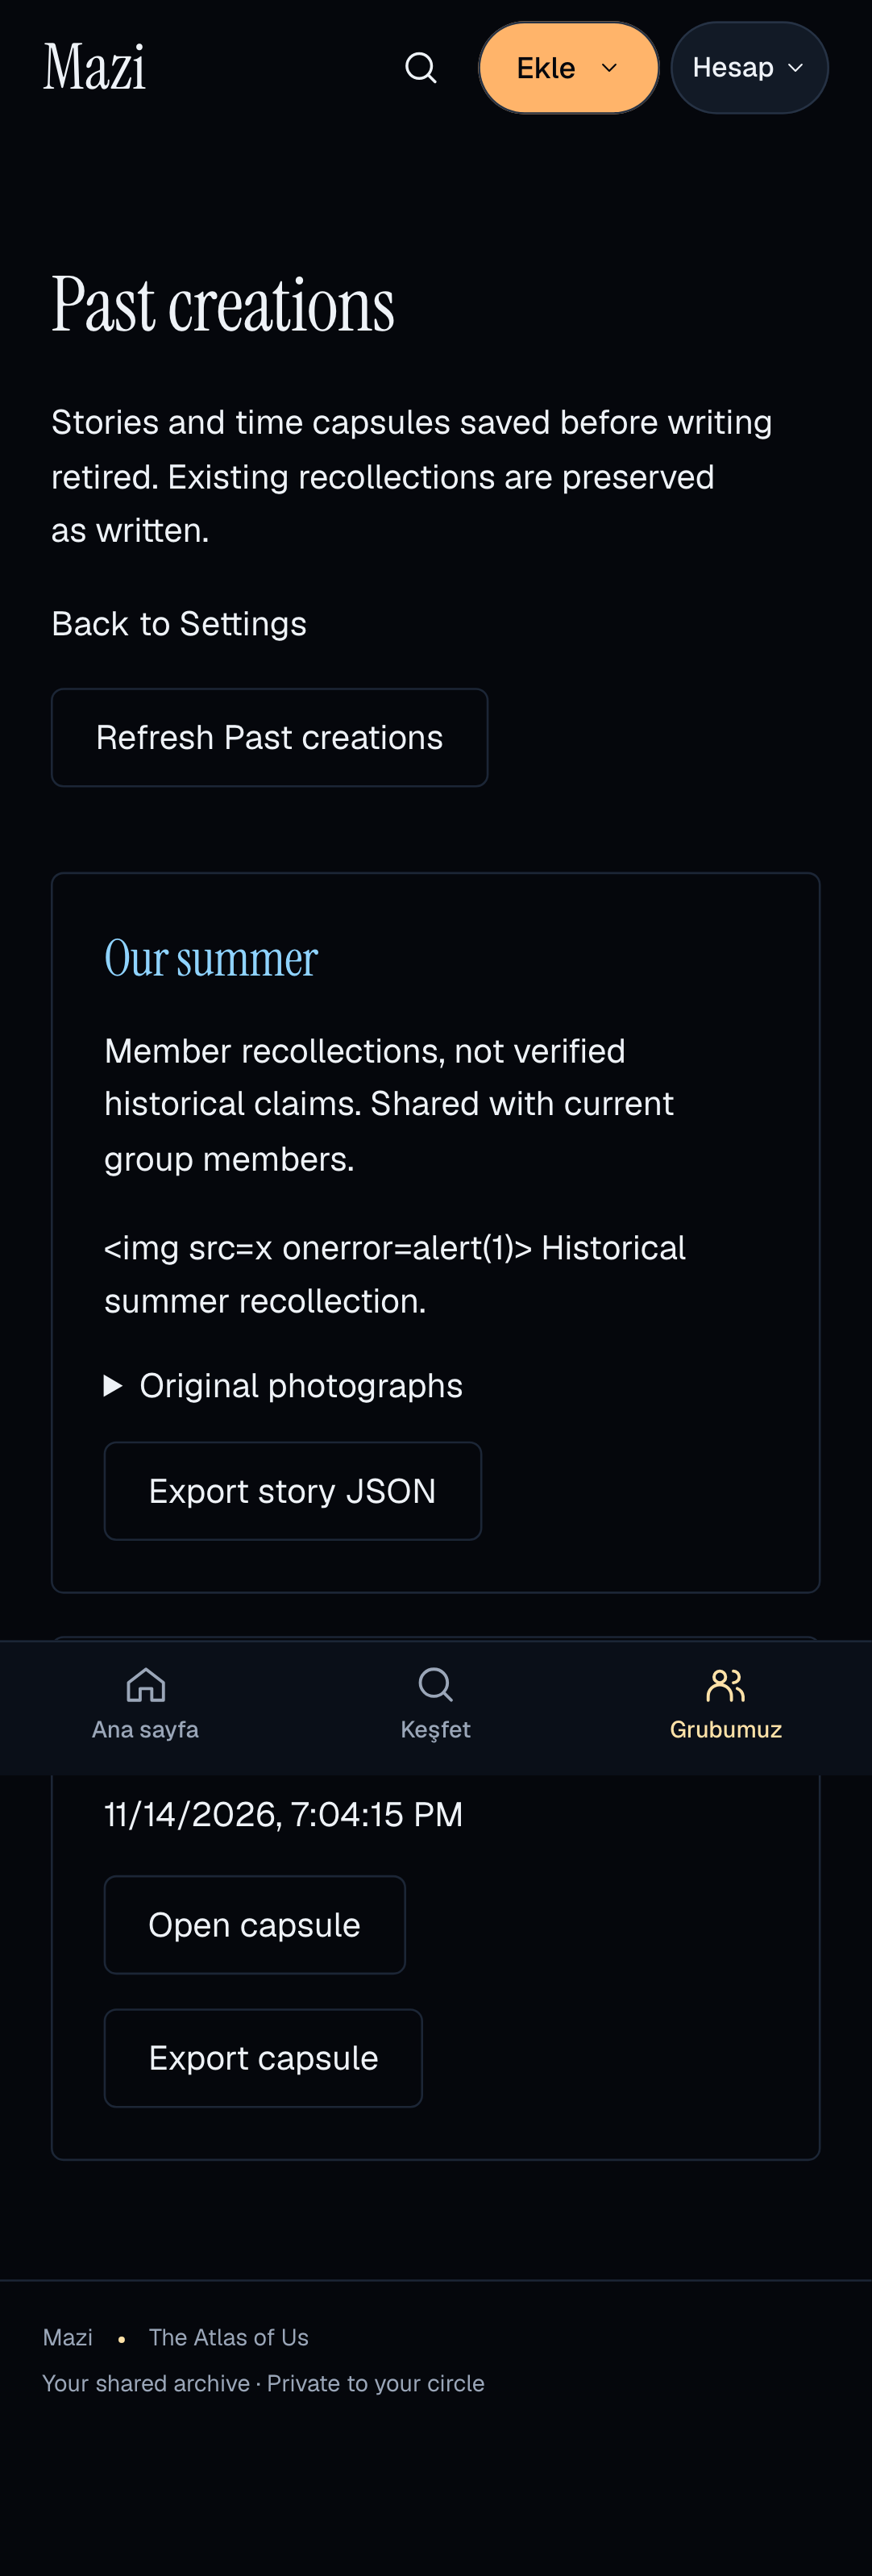 Mazi
Ekle
Hesap
Past creations
Stories and time capsules saved before writing
retired. Existing recollections are preserved
as written.
Back to Settings
Refresh Past creations
Our summer
Member recollections, not verified
historical claims. Shared with current
group members.
<img src=x onerror=alert(1)> Historical
summer recollection.
Original photographs
Export story JSON
Ana sayfa
Keşfet
Grubumuz
11/14/2026, 7:04:15 PM
Open capsule
Export capsule
Mazi • The Atlas of Us
Your shared archive · Private to your circle